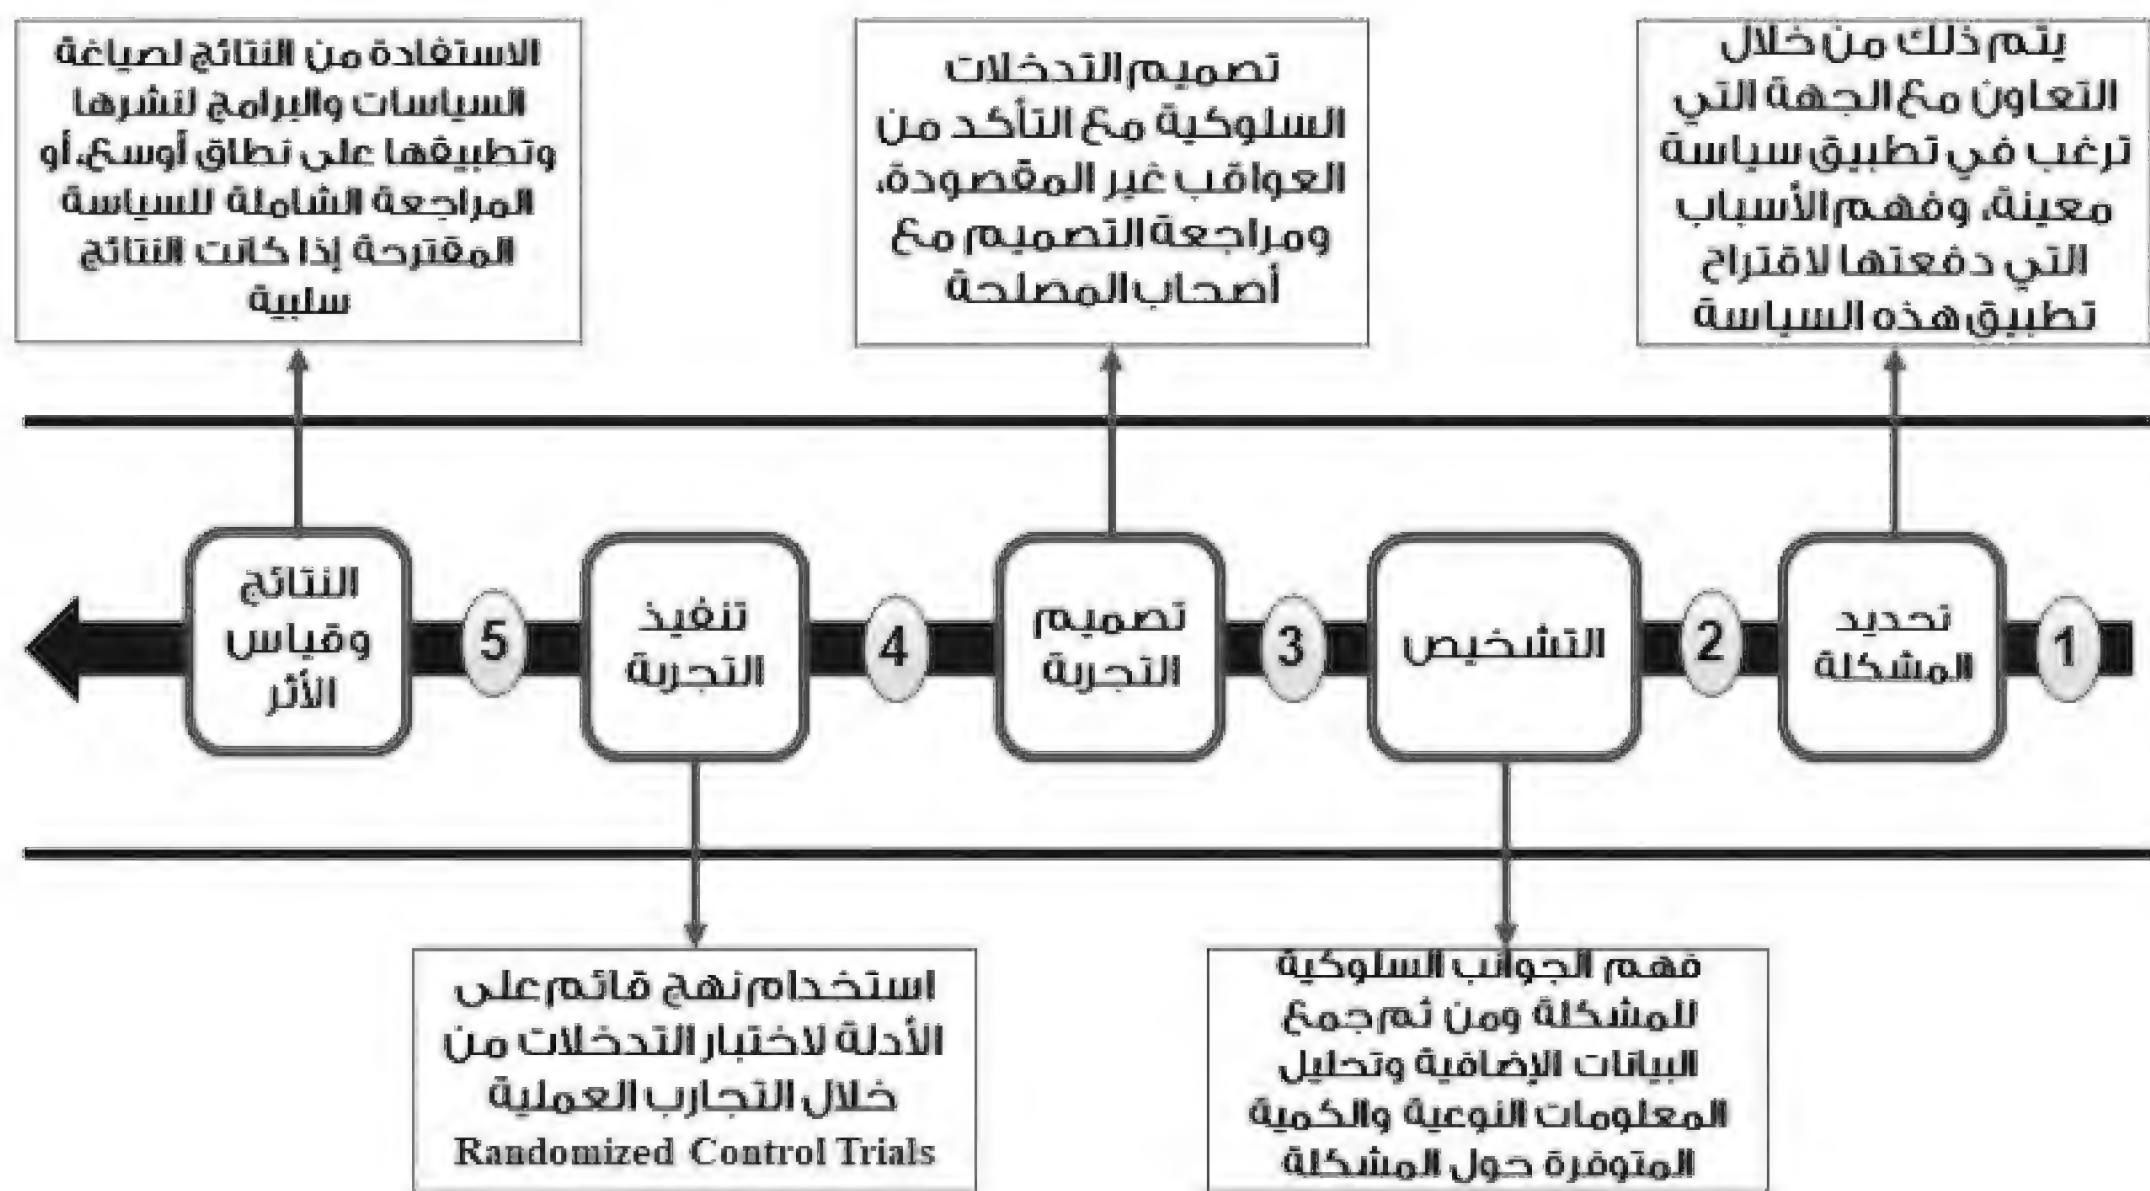 يتم ذلك من خلال
التعاون مع الجهة التي
ترغب في تطبيق سياسة
معينة، وفهم الأسباب
التي دفعتها لاقتراح
تطبيق هذه السياسة
تصميم التدخلات
السلوكية مع التأكد من
العواقب غير المقصودة،
ومراجعة التصميم مع
أصحاب المصلحة
الاستفادة من النتائج لصياغة
السياسات والبرامج لنشرها
وتطبيقها على نطاق أوسع، أو
المراجعة الشاملة للسياسة
المقترحة إذا كانت النتائج
سلبية
1
تحديد
المشكلة
2
التشخيص
3
تصميم
التجربة
4
تنفيذ
التجربة
5
النتائج
وقياس
الأثر
فهم الجوانب السلوكية
للمشكلة ومن ثم جمع
البيانات الإضافية وتحليل
المعلومات النوعية والكمية
المتوفرة حول المشكلة
استخدام نهج قائم على
الأدلة لاختبار التدخلات من
خلال التجارب العملية
Randomized Control Trials